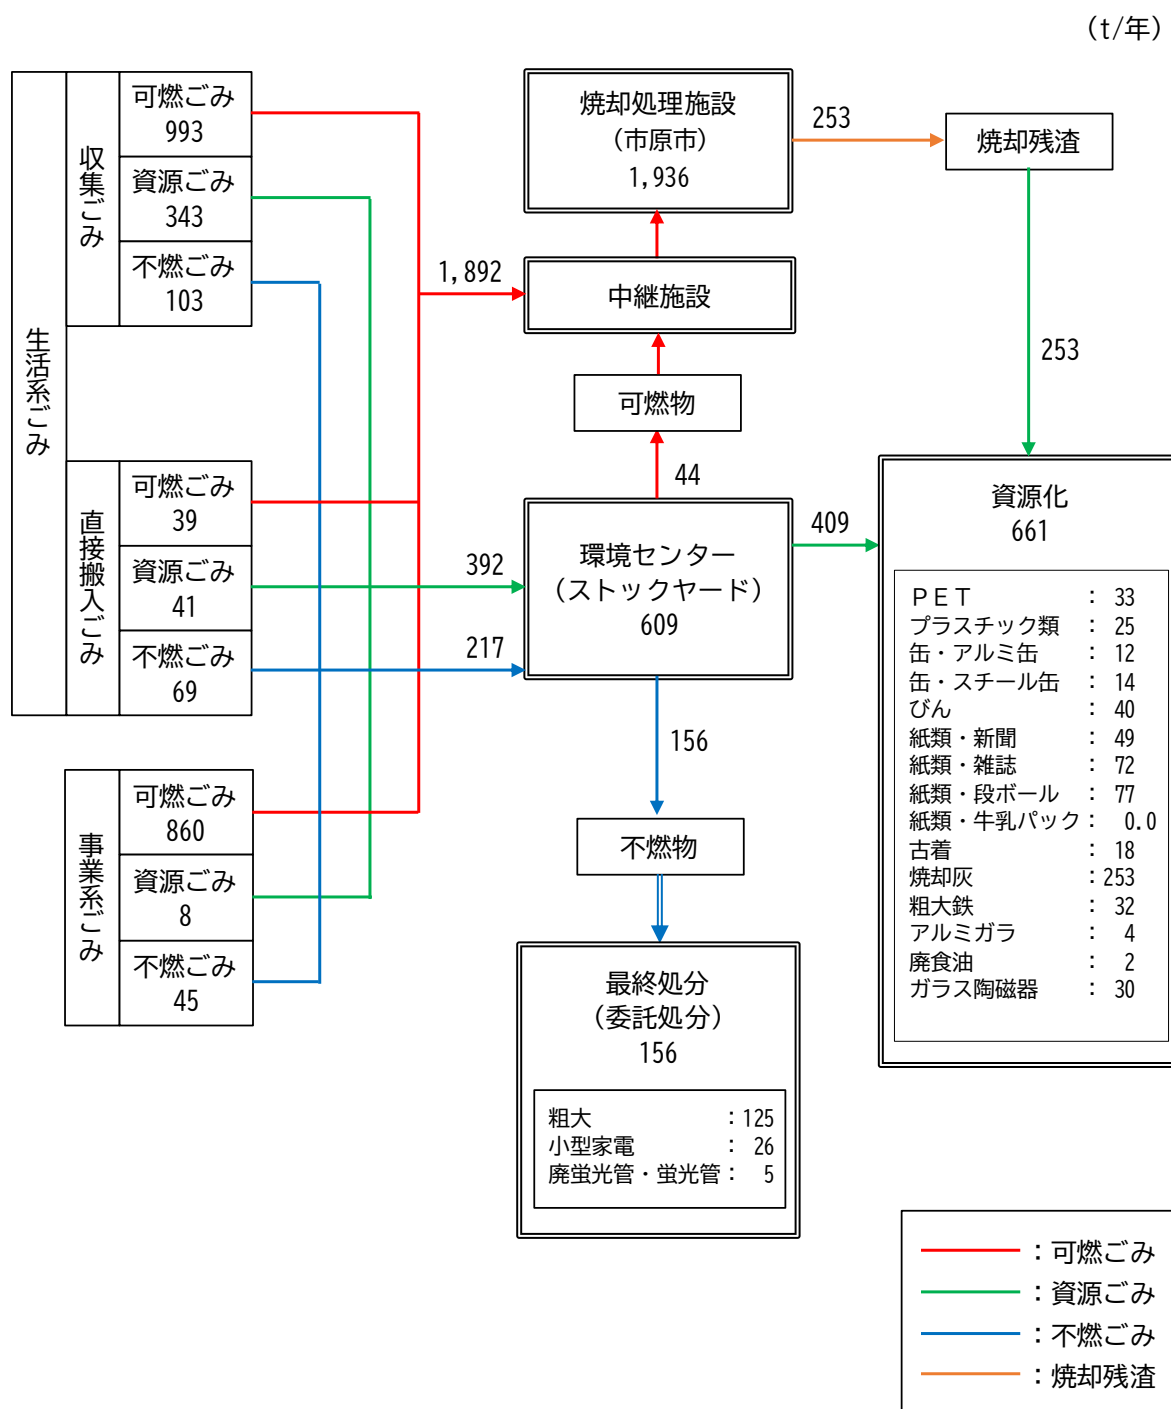 （t/年）
生活系ごみ
収集ごみ
可燃ごみ
993
資源ごみ
343
不燃ごみ
103
直接搬入ごみ
可燃ごみ
39
資源ごみ
41
不燃ごみ
69
事業系ごみ
可燃ごみ
860
資源ごみ
8
不燃ごみ
45
1,892
392
217
焼却処理施設
（市原市）
1,936
中継施設
可燃物
44
環境センター
（ストックヤード）
609
156
不燃物
最終処分
（委託処分）
156
粗大　　　　　：125
小型家電　　　： 26
廃蛍光管・蛍光管： 5
253
焼却残渣
253
409
資源化
661
ＰＥＴ　　　　： 33
プラスチック類　： 25
缶・アルミ缶　　： 12
缶・スチール缶　： 14
びん　　　　　： 40
紙類・新聞　　　： 49
紙類・雑誌　　　： 72
紙類・段ボール　： 77
紙類・牛乳パック： 0.0
古着　　　　　： 18
焼却灰　　　　：253
粗大鉄　　　　： 32
アルミガラ　　　： 4
廃食油　　　　： 2
ガラス陶磁器　　： 30
：可燃ごみ
：資源ごみ
：不燃ごみ
：焼却残渣